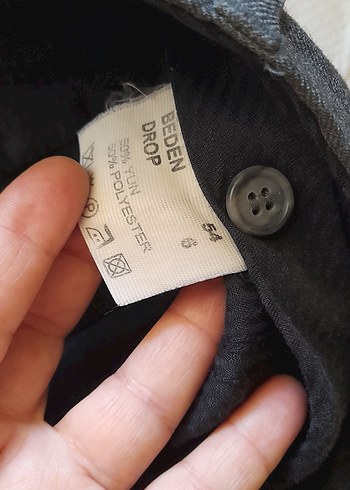 BEDEN 54
DROP 6
50% YÜN
50% POLYESTER